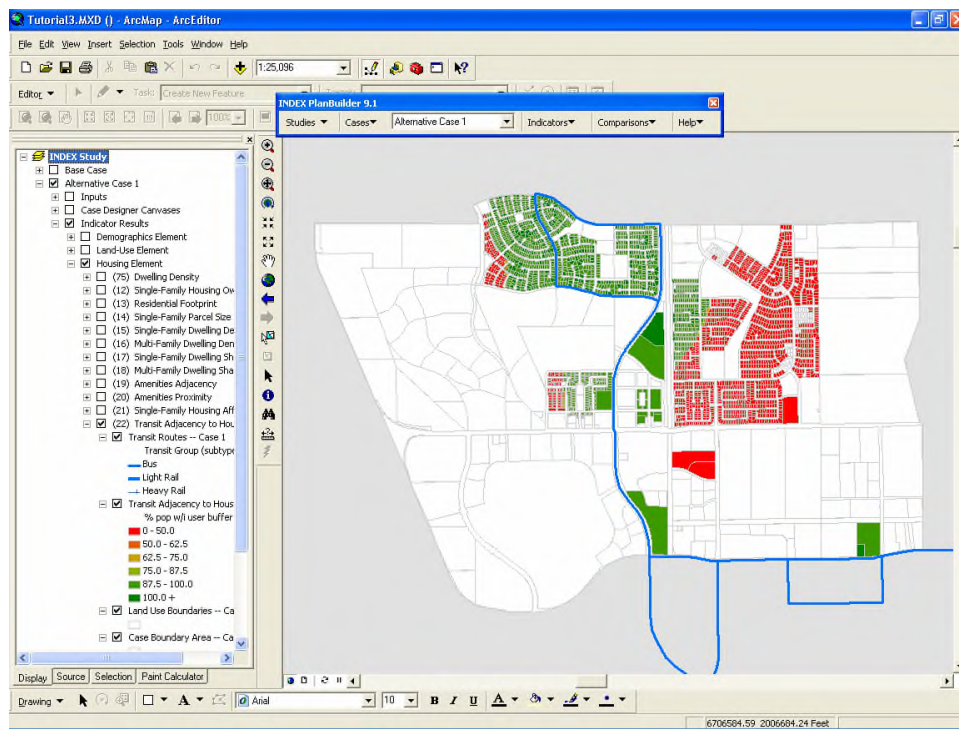 Tutorial3.MXD () - ArcMap - ArcEditor
File Edit View Insert Selection Tools Window Help
1:25,096
Editor Task: Create New Feature
100%
INDEX PlanBuilder 9.1
Studies Cases Alternative Case 1 Indicators Comparisons Help
INDEX Study
Base Case
Alternative Case 1
Inputs
Case Designer Canvases
Indicator Results
Demographics Element
Land-Use Element
Housing Element
(75) Dwelling Density
(12) Single-Family Housing Ow
(13) Residential Footprint
(14) Single-Family Parcel Size
(15) Single-Family Dwelling De
(16) Multi-Family Dwelling Den
(17) Single-Family Dwelling Sh
(18) Multi-Family Dwelling Sha
(19) Amenities Adjacency
(20) Amenities Proximity
(21) Single-Family Housing Aff
(22) Transit Adjacency to Hou
Transit Routes -- Case 1
Transit Group (subtype
Bus
Light Rail
Heavy Rail
Transit Adjacency to Hous
% pop w/i user buffer
0 - 50.0
50.0 - 62.5
62.5 - 75.0
75.0 - 87.5
87.5 - 100.0
100.0 +
Land Use Boundaries -- Ca
Case Boundary Area -- Ca
Display Source Selection Paint Calculator
Drawing A Arial 10 B I U A
6706584.59 2006684.24 Feet